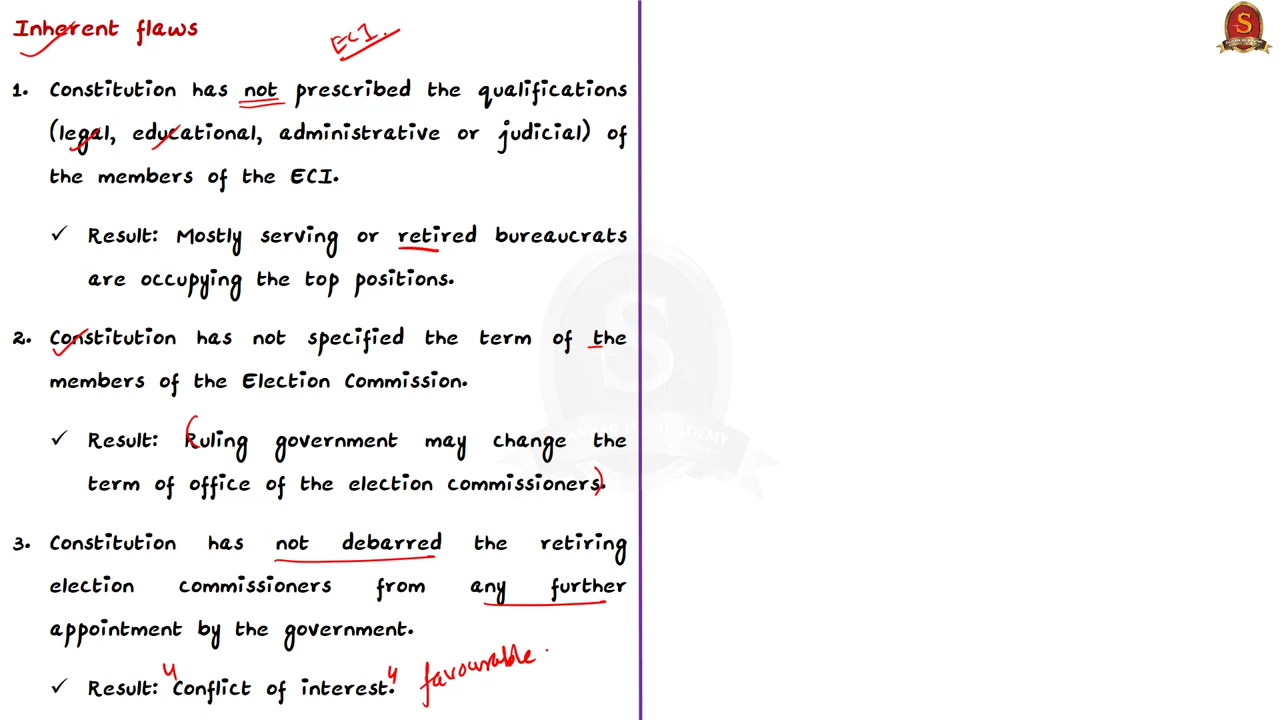 Inherent flaws
ECI.
1. Constitution has not prescribed the qualifications
(legal, educational, administrative or judicial) of
the members of the ECI.
✓ Result: Mostly serving or retired bureaucrats
are occupying the top positions.
2. Constitution has not specified the term of the
members of the Election Commission.
✓ Result: (Ruling government may change the
term of office of the election commissioners).
3. Constitution has not debarred the retiring
election commissioners from any further
appointment by the government.
✓ Result: "Conflict of interest." favourable.
S
ACADEMY